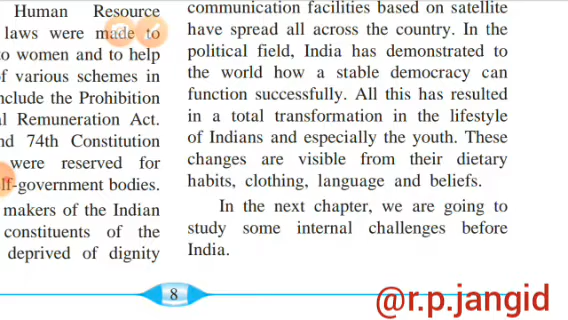 Human Resource
laws were made to
to women and to help
of various schemes in
nclude the Prohibition
l Remuneration Act.
nd 74th Constitution
were reserved for
lf-government bodies.
makers of the Indian
constituents of the
deprived of dignity
communication facilities based on satellite
have spread all across the country. In the
political field, India has demonstrated to
the world how a stable democracy can
function successfully. All this has resulted
in a total transformation in the lifestyle
of Indians and especially the youth. These
changes are visible from their dietary
habits, clothing, language and beliefs.
In the next chapter, we are going to
study some internal challenges before
India.
8
@r.p.jangid